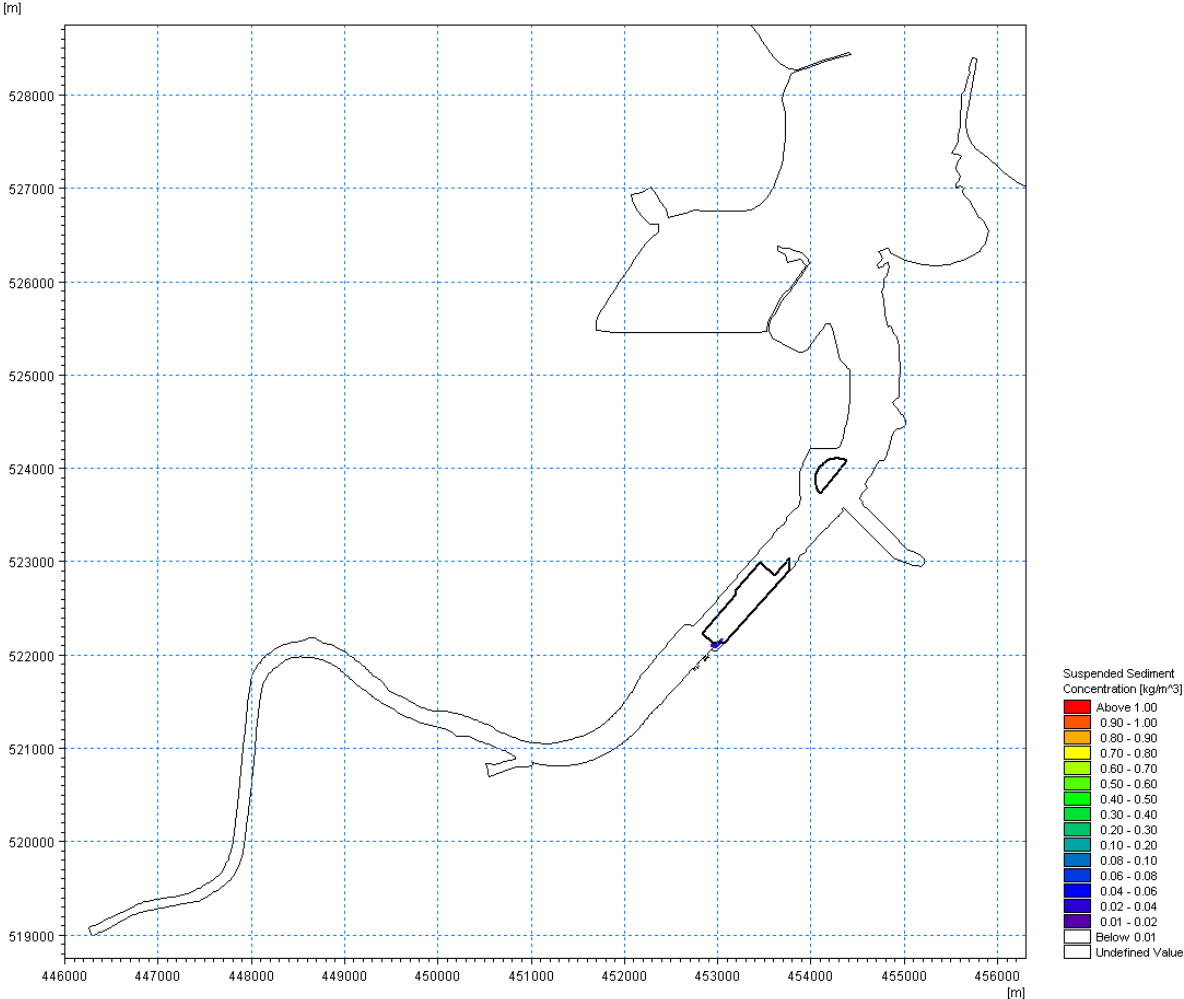 [m]
528000
527000
526000
525000
524000
523000
522000
521000
520000
519000
446000 447000 448000 449000 450000 451000 452000 453000 454000 455000 456000
[m]
Suspended Sediment
Concentration [kg/m^3]
Above 1.00
0.90 - 1.00
0.80 - 0.90
0.70 - 0.80
0.60 - 0.70
0.50 - 0.60
0.40 - 0.50
0.30 - 0.40
0.20 - 0.30
0.10 - 0.20
0.08 - 0.10
0.06 - 0.08
0.04 - 0.06
0.02 - 0.04
0.01 - 0.02
Below 0.01
Undefined Value